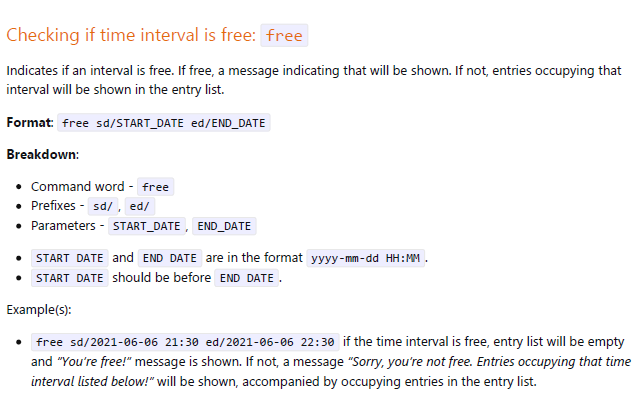 Checking if time interval is free: free
Indicates if an interval is free. If free, a message indicating that will be shown. If not, entries occupying that
interval will be shown in the entry list.
Format: free sd/START_DATE ed/END_DATE
Breakdown:
• Command word - free
• Prefixes - sd/ , ed/
• Parameters - START_DATE , END_DATE
• START DATE and END DATE are in the format yyyy-mm-dd HH:MM .
• START DATE should be before END DATE .
Example(s):
• free sd/2021-06-06 21:30 ed/2021-06-06 22:30 if the time interval is free, entry list will be empty
and “You're free!” message is shown. If not, a message “Sorry, you're not free. Entries occupying that time
interval listed below!” will be shown, accompanied by occupying entries in the entry list.